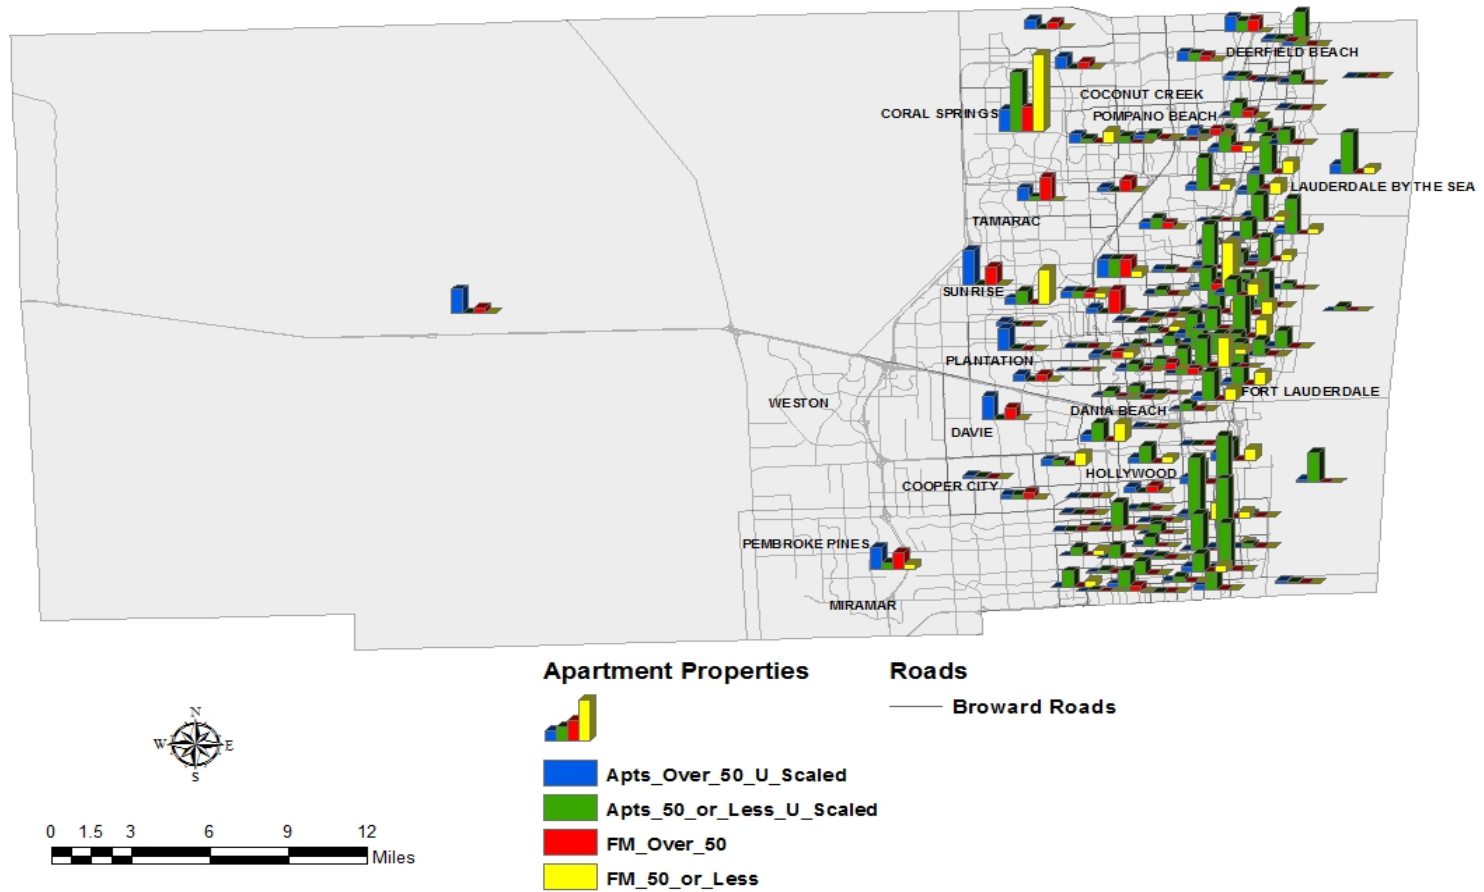 DEERFIELD BEACH
COCONUT CREEK
CORAL SPRINGS
POMPANO BEACH
LAUDERDALE BY THE SEA
TAMARAC
SUNRISE
PLANTATION
WESTON
FORT LAUDERDALE
DANIA BEACH
DAVIE
HOLLYWOOD
COOPER CITY
PEMBROKE PINES
MIRAMAR
Apartment Properties
Roads
Broward Roads
N
W E
S
Apts_Over_50_U_Scaled
Apts_50_or_Less_U_Scaled
FM_Over_50
FM_50_or_Less
0 1.5 3 6 9 12
Miles